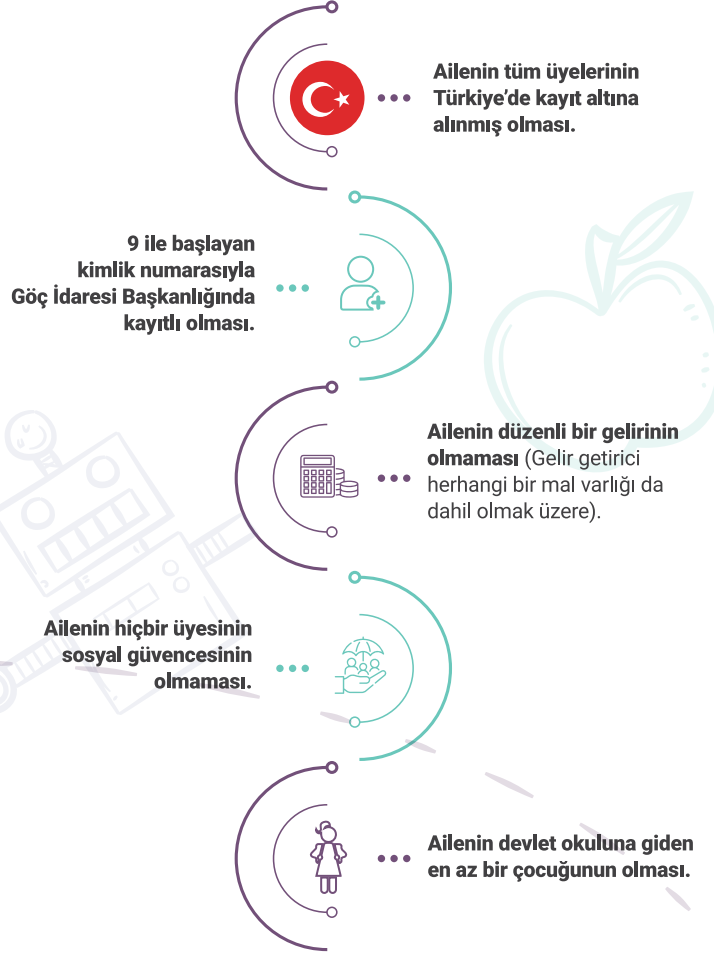 Ailenin tüm üyelerinin
Türkiye’de kayıt altına
alınmış olması.
9 ile başlayan
kimlik numarasıyla
Göç İdaresi Başkanlığında
kayıtlı olması.
Ailenin düzenli bir gelirinin
olmaması (Gelir getirici
herhangi bir mal varlığı da
dahil olmak üzere).
Ailenin hiçbir üyesinin
sosyal güvencesinin
olmaması.
Ailenin devlet okuluna giden
en az bir çocuğunun olması.